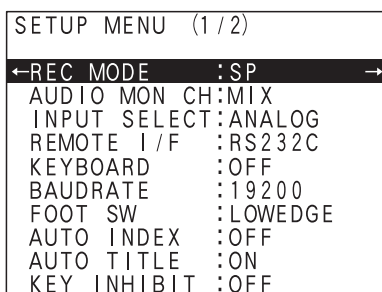 SETUP MENU (1/2)
←REC MODE :SP →
AUDIO MON CH:MIX
INPUT SELECT:ANALOG
REMOTE I/F :RS232C
KEYBOARD :OFF
BAUDRATE :19200
FOOT SW :LOWEDGE
AUTO INDEX :OFF
AUTO TITLE :ON
KEY INHIBIT :OFF